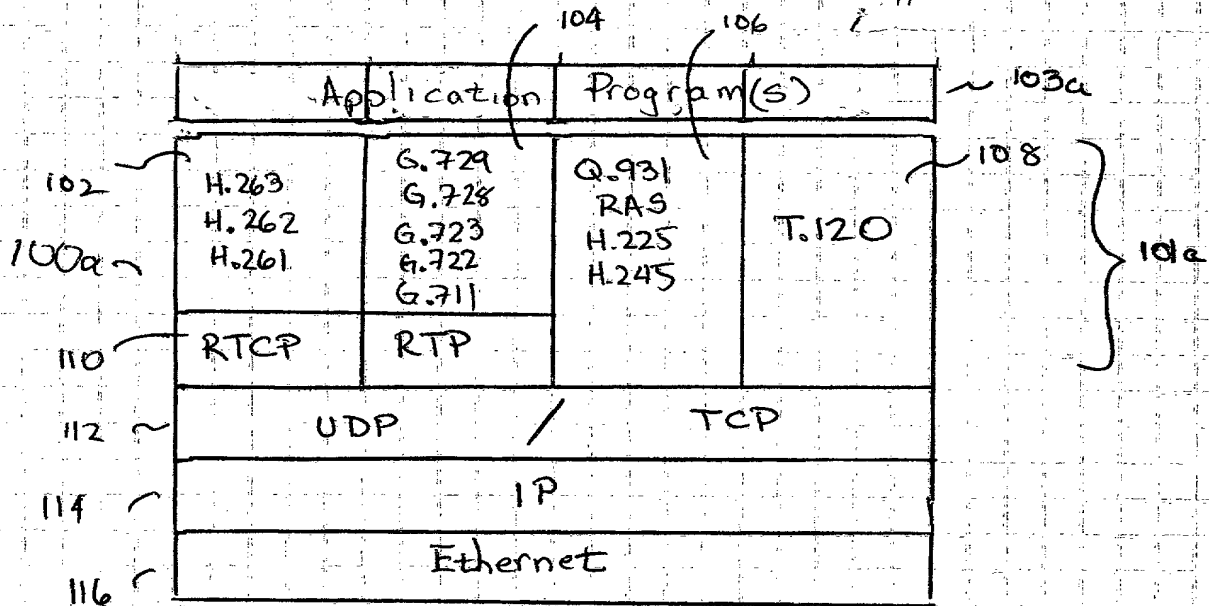 104
106
Application Program(s)
103a
102
H.263
H.262
H.261
G.729
G.728
G.723
G.722
G.711
Q.931
RAS
H.225
H.245
T.120
108
100a
101a
110
RTCP
RTP
112
UDP / TCP
114
IP
116
Ethernet